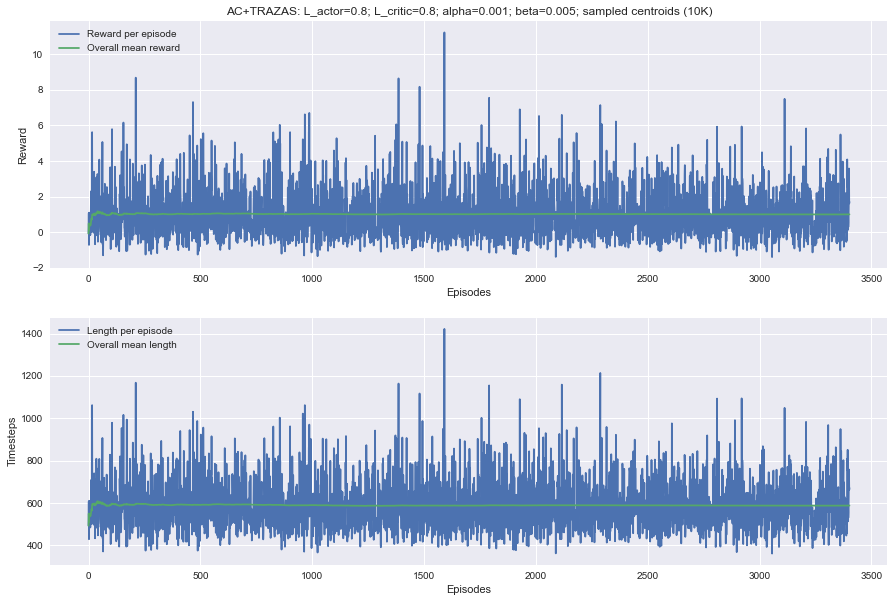 AC+TRAZAS: L_actor=0.8; L_critic=0.8; alpha=0.001; beta=0.005; sampled centroids (10K)
Reward per episode
Overall mean reward
10
8
6
4
2
0
−2
Reward
0 500 1000 1500 2000 2500 3000 3500
Episodes
Length per episode
Overall mean length
1400
1200
1000
800
600
400
Timesteps
0 500 1000 1500 2000 2500 3000 3500
Episodes